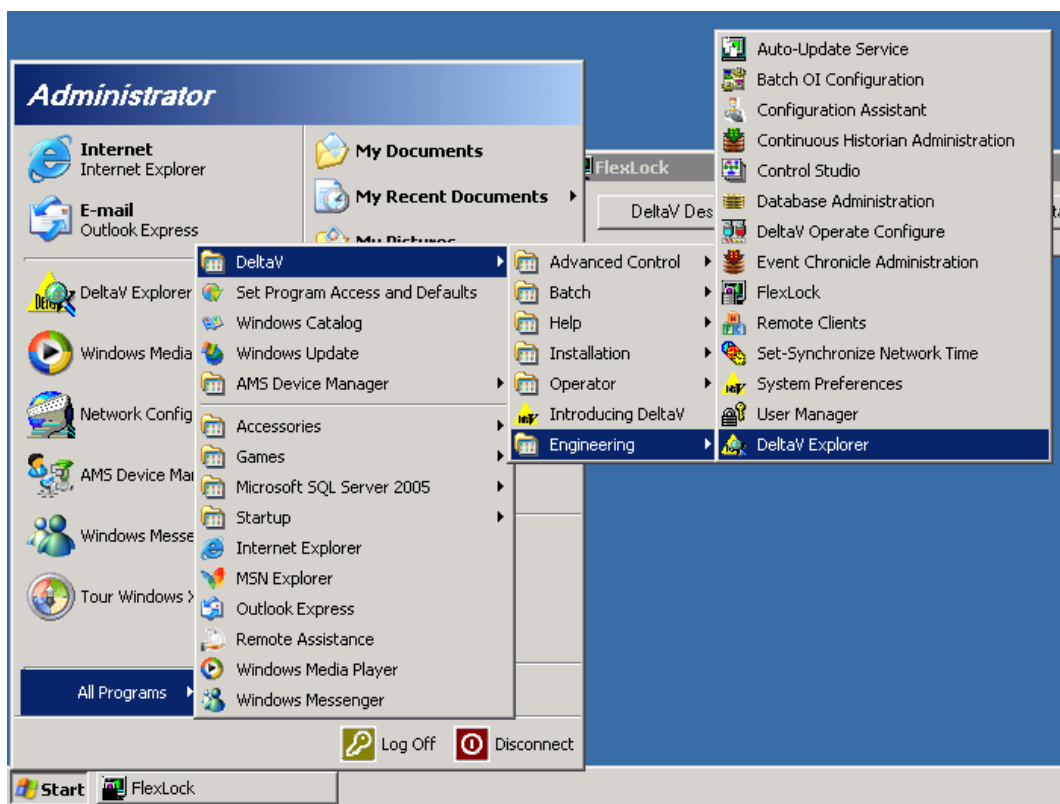 Administrator
Internet
Internet Explorer
E-mail
Outlook Express
My Documents
My Recent Documents
My Pictures
DeltaV Explorer
Windows Media
Network Config
AMS Device Ma
Windows Messe
Tour Windows X
All Programs
Log Off
Disconnect
DeltaV
Set Program Access and Defaults
Windows Catalog
Windows Update
AMS Device Manager
Accessories
Games
Microsoft SQL Server 2005
Startup
Internet Explorer
MSN Explorer
Outlook Express
Remote Assistance
Windows Media Player
Windows Messenger
Advanced Control
Batch
Help
Installation
Operator
Introducing DeltaV
Engineering
Auto-Update Service
Batch OI Configuration
Configuration Assistant
Continuous Historian Administration
Control Studio
Database Administration
DeltaV Operate Configure
Event Chronicle Administration
FlexLock
Remote Clients
Set-Synchronize Network Time
System Preferences
User Manager
DeltaV Explorer
FlexLock
DeltaV Des
Start
FlexLock